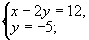 x − 2y = 12,
y = −5;